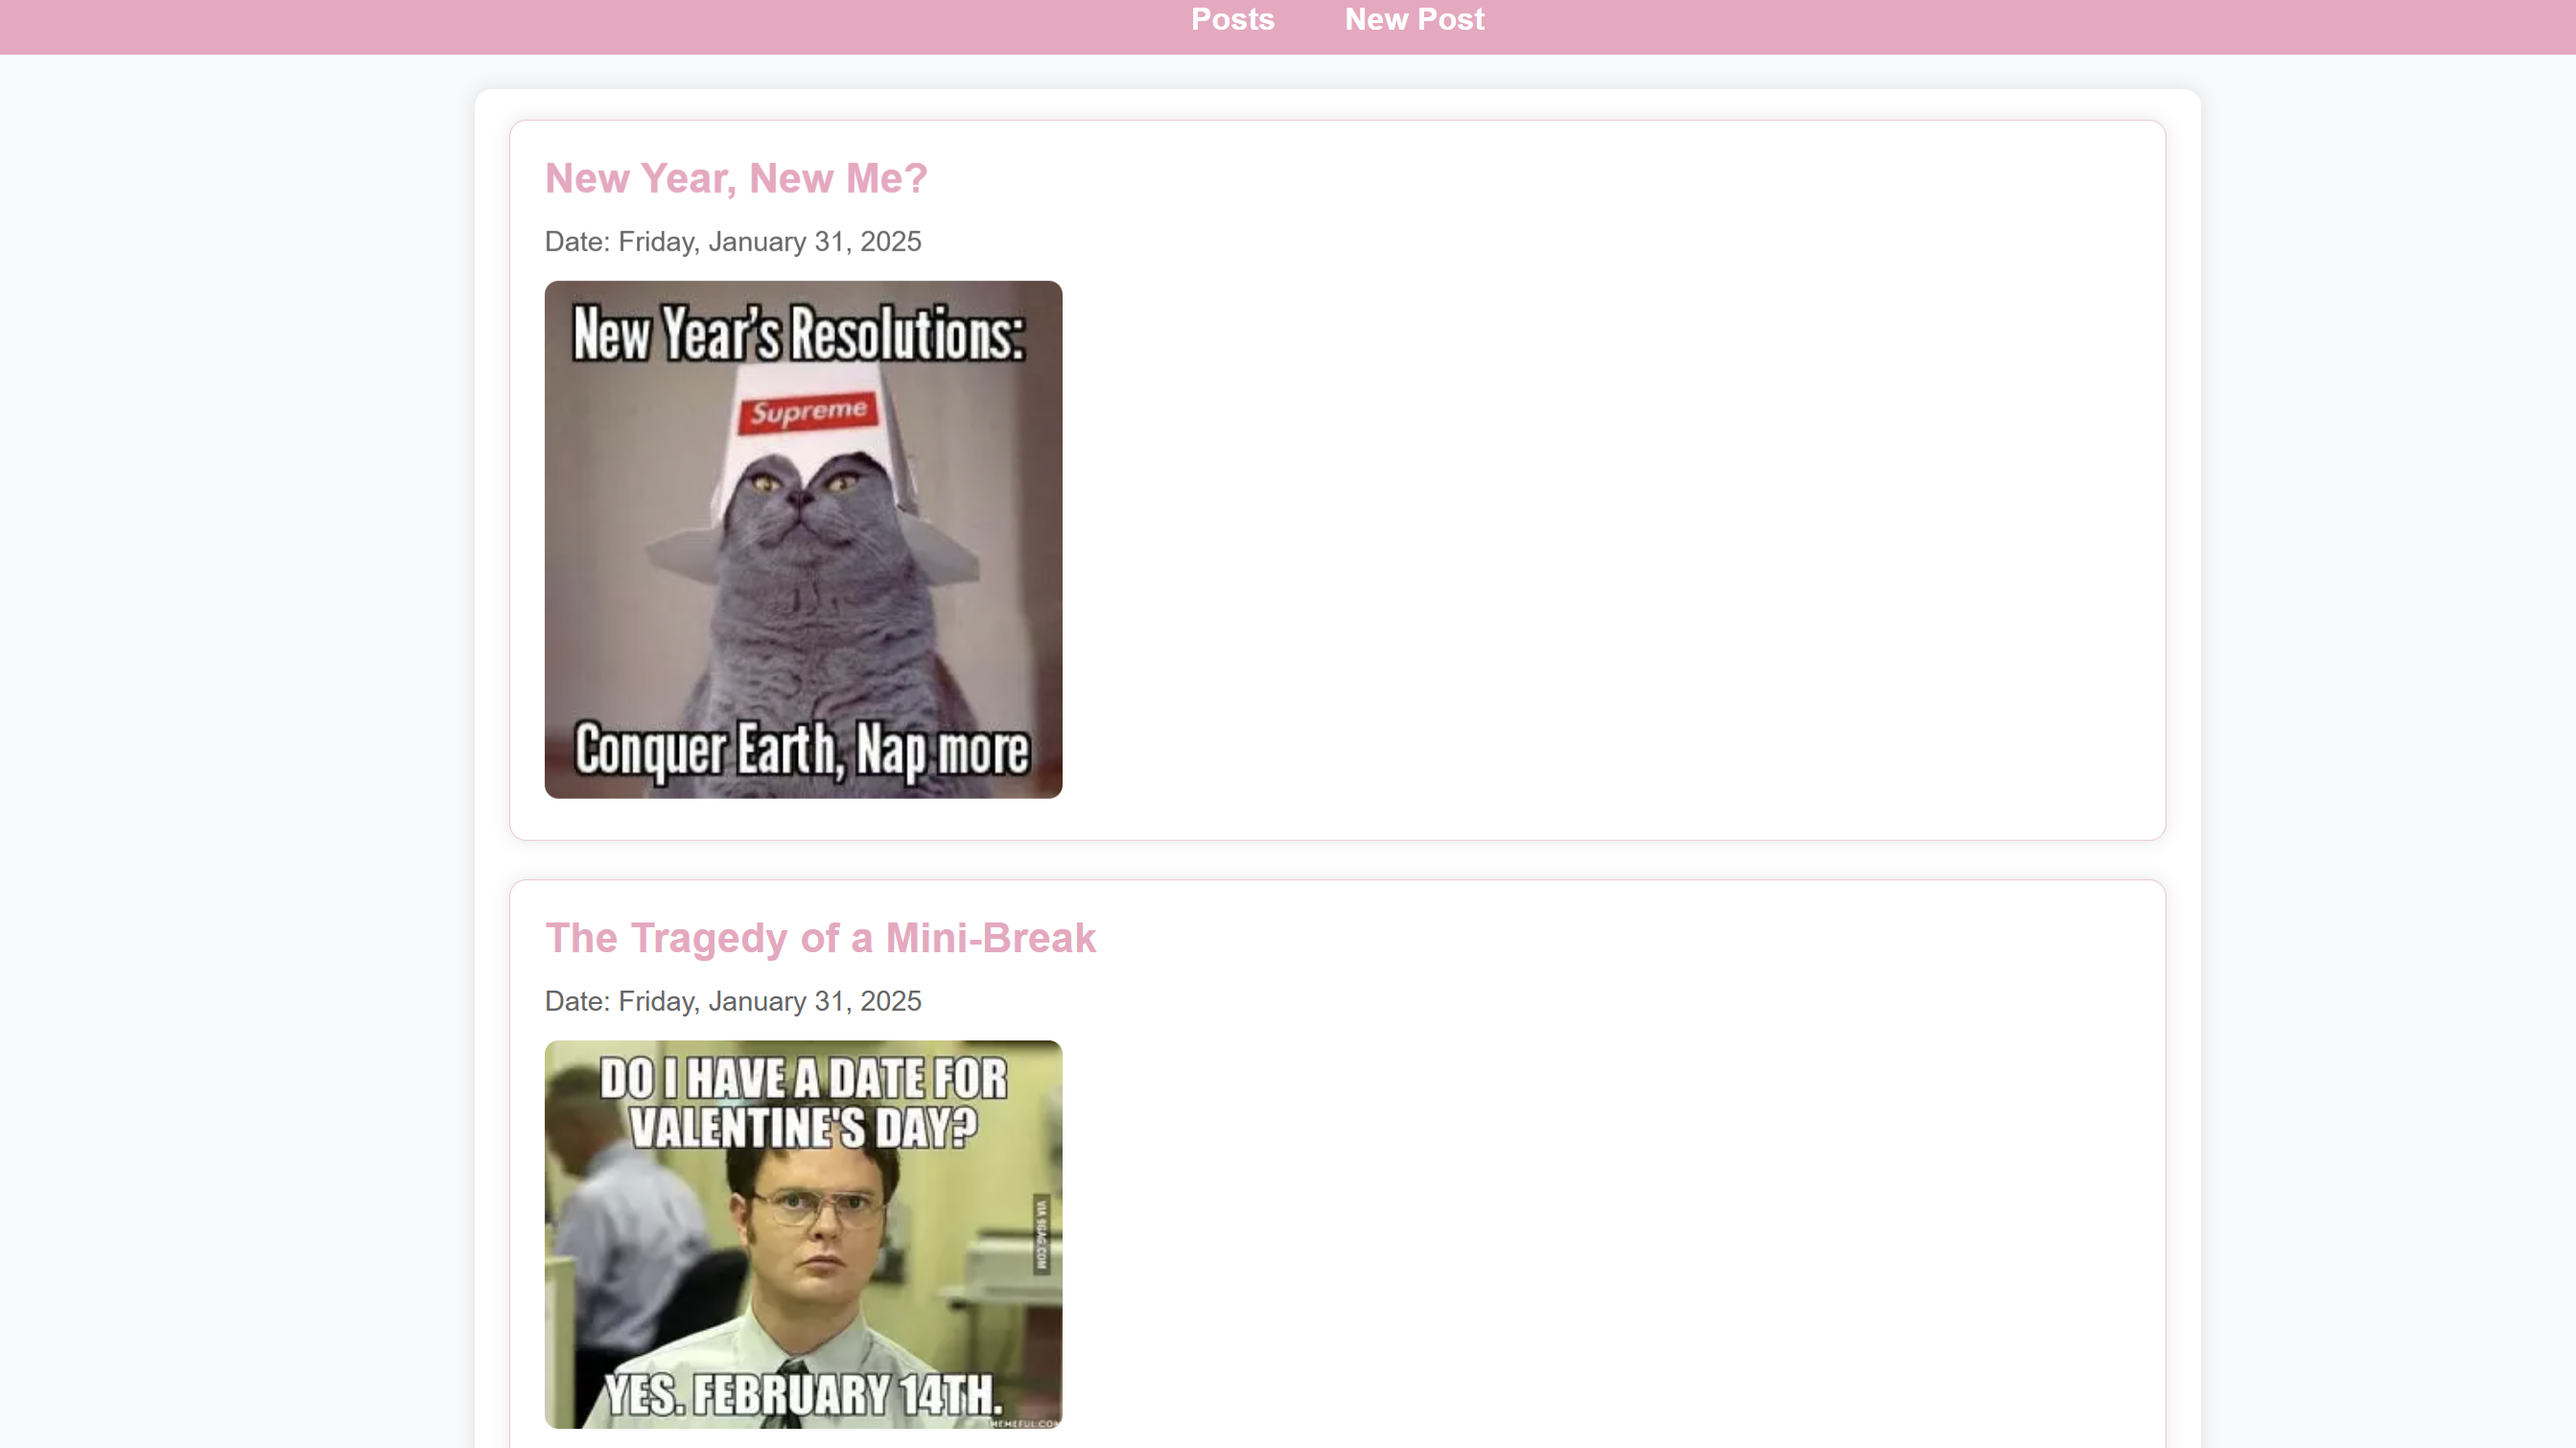 Posts New Post
New Year, New Me?
Date: Friday, January 31, 2025
New Year's Resolutions:
Supreme
Conquer Earth, Nap more
The Tragedy of a Mini-Break
Date: Friday, January 31, 2025
DO I HAVE A DATE FOR
VALENTINE'S DAY?
VIA 9GAG.COM
YES. FEBRUARY 14TH.
MEMEFUL.COM